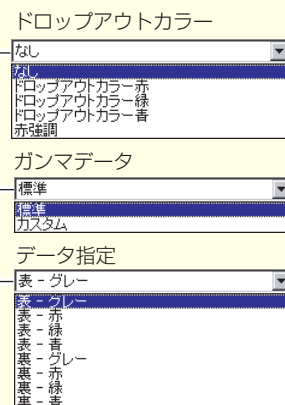 ドロップアウトカラー
なし
なし
ドロップアウトカラー赤
ドロップアウトカラー緑
ドロップアウトカラー青
赤強調
ガンマデータ
標準
標準
カスタム
データ指定
表 - グレー
表 - グレー
表 - 赤
表 - 緑
表 - 青
裏 - グレー
裏 - 赤
裏 - 緑
裏 - 青